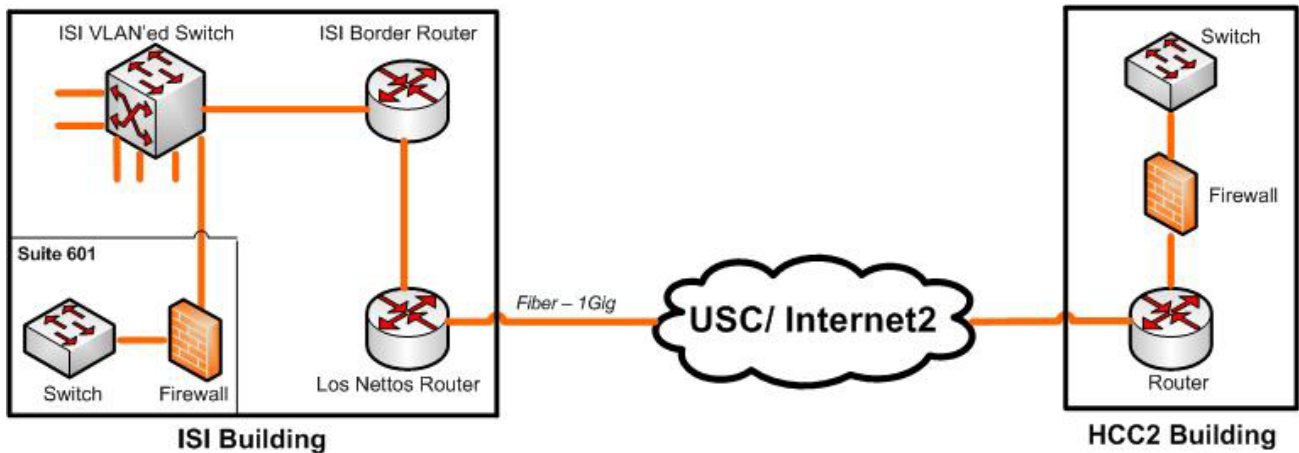 ISI VLAN'ed Switch
ISI Border Router
Suite 601
Switch
Firewall
Los Nettos Router
ISI Building
Fiber – 1Gig
USC/ Internet2
Switch
Firewall
Router
HCC2 Building